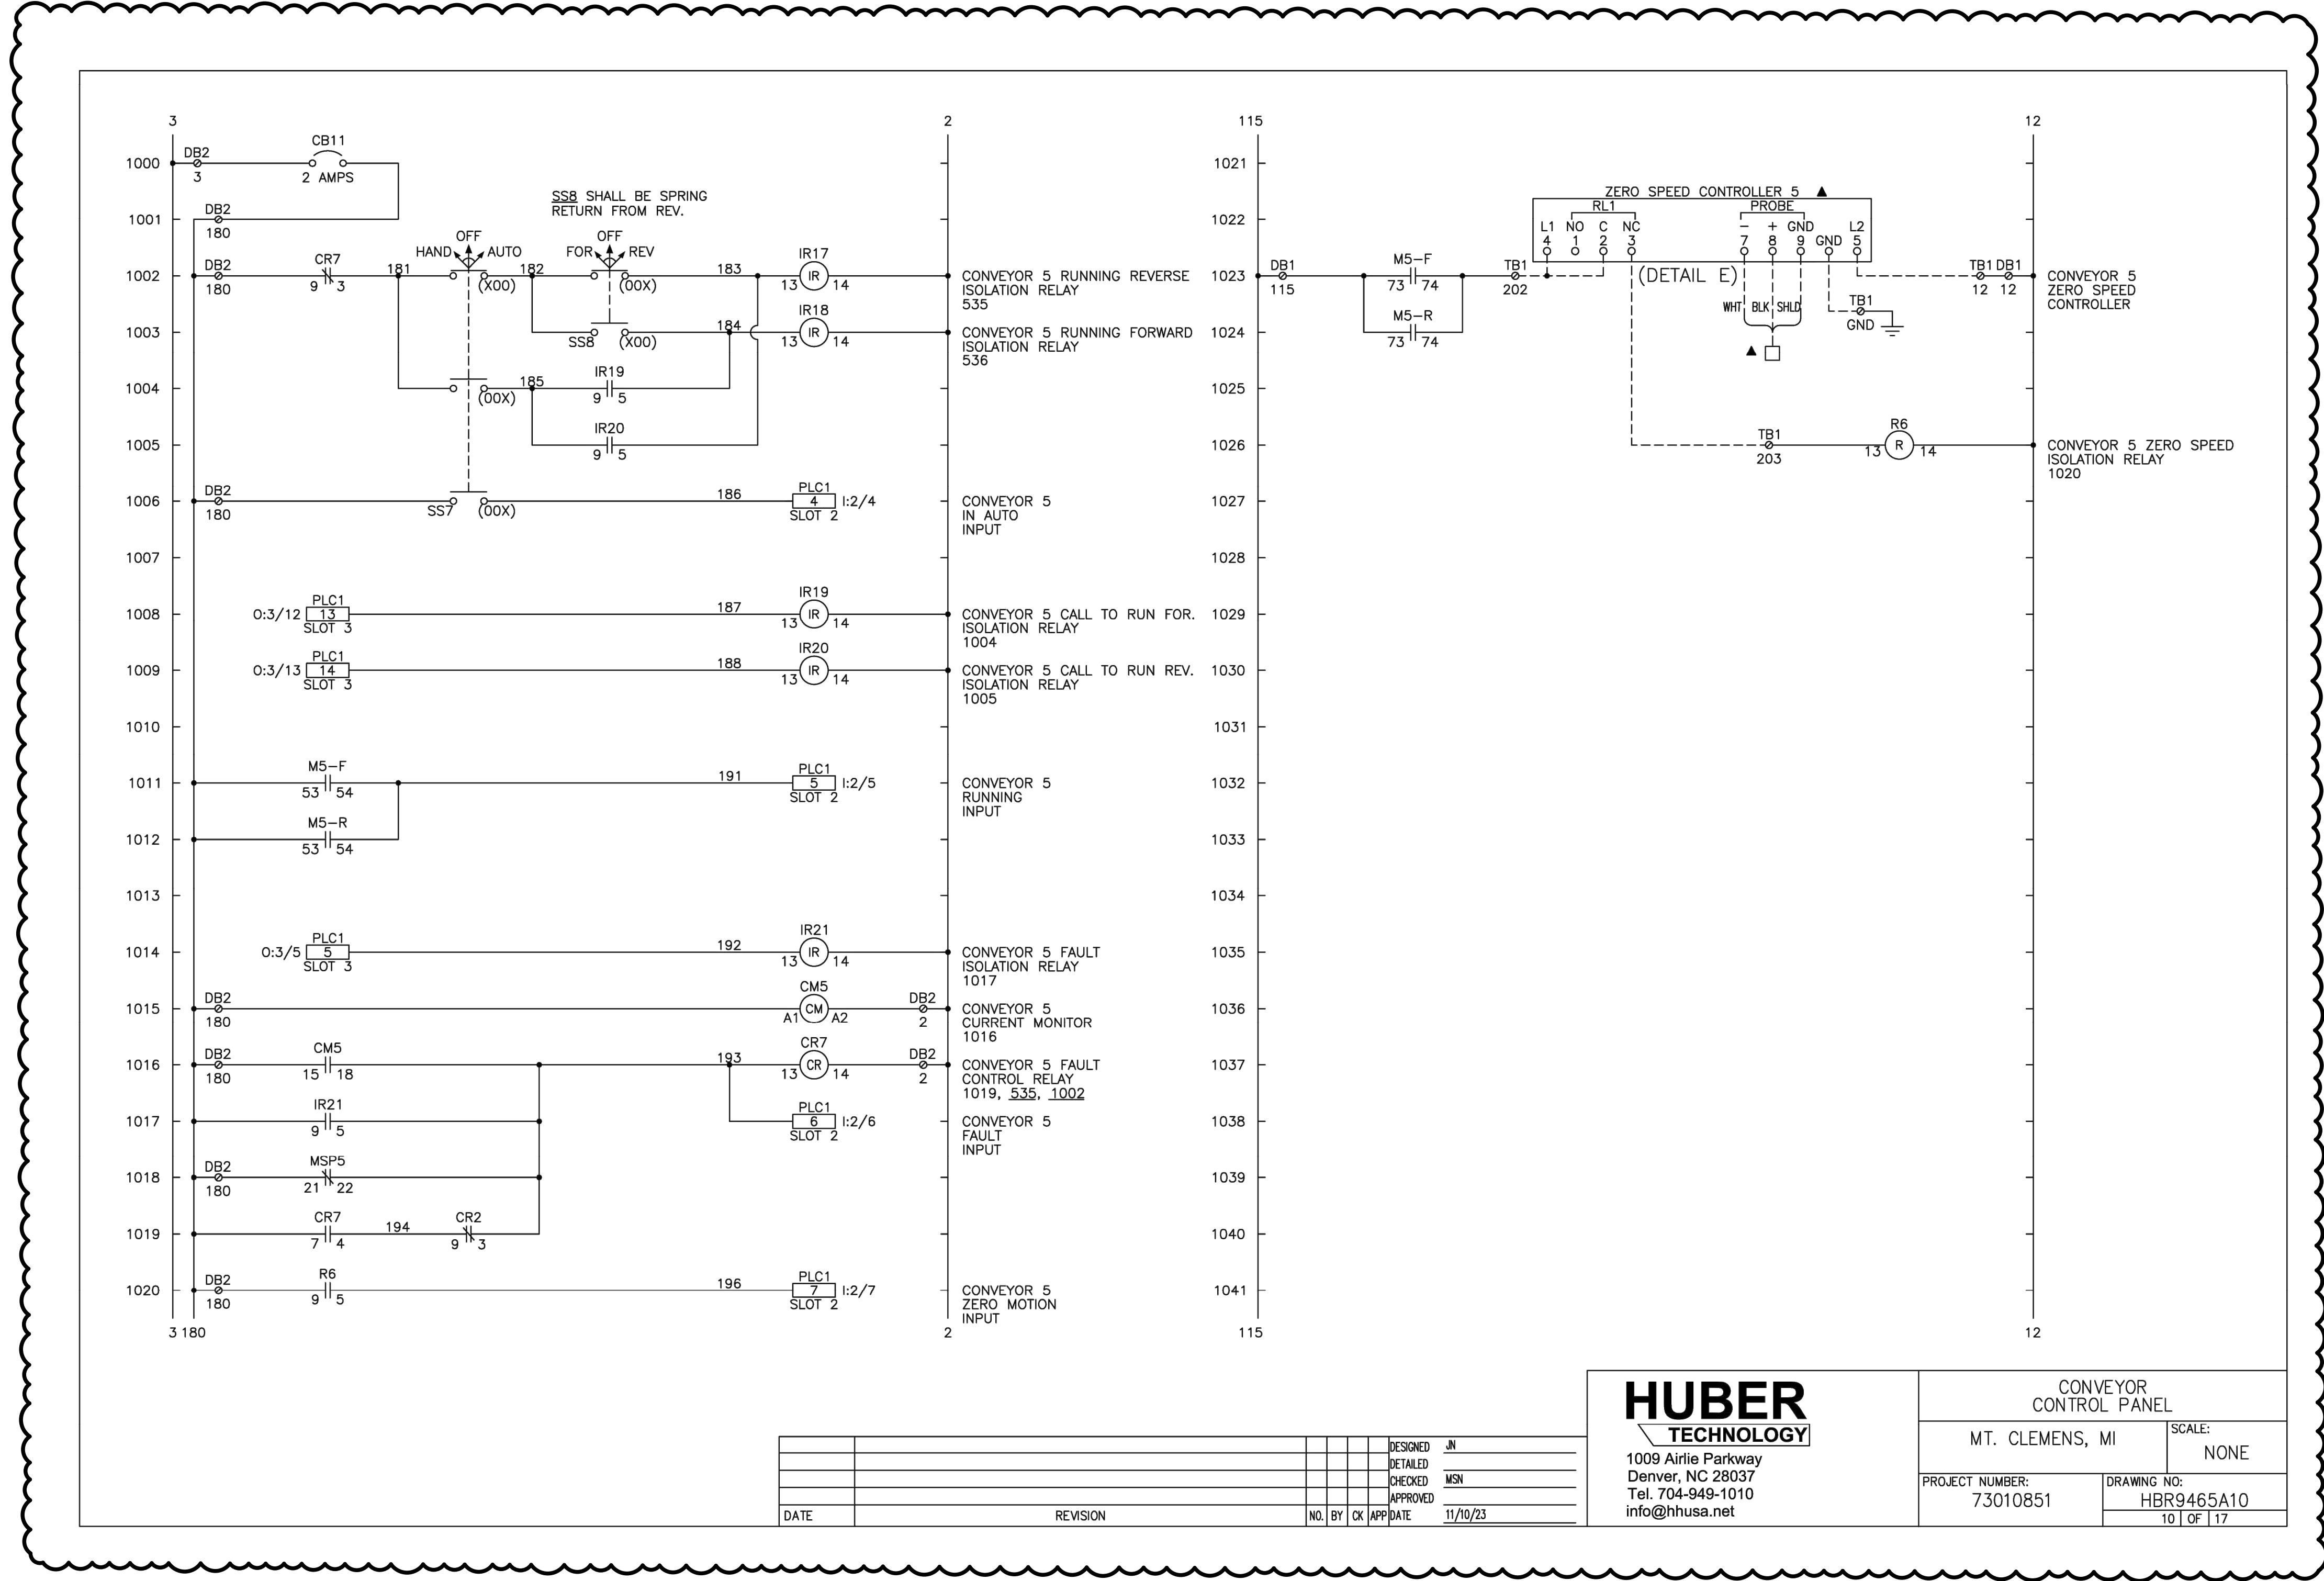 3
2
1000
DB2
3
CB11
2 AMPS
1001
DB2
180
SS8 SHALL BE SPRING
RETURN FROM REV.
1002
DB2
180
CR7
9 3
181
OFF
HAND AUTO
(X00)
182
OFF
FOR REV
(00X)
183
IR17
IR
13 14
CONVEYOR 5 RUNNING REVERSE
ISOLATION RELAY
535
1003
SS8 (X00)
184
IR18
IR
13 14
CONVEYOR 5 RUNNING FORWARD
ISOLATION RELAY
536
1004
(00X)
185
IR19
9 5
1005
IR20
9 5
1006
DB2
180
SS7 (00X)
186
PLC1
4 I:2/4
SLOT 2
CONVEYOR 5
IN AUTO
INPUT
1007
1008
PLC1
O:3/12 13
SLOT 3
187
IR19
IR
13 14
CONVEYOR 5 CALL TO RUN FOR.
ISOLATION RELAY
1004
1009
PLC1
O:3/13 14
SLOT 3
188
IR20
IR
13 14
CONVEYOR 5 CALL TO RUN REV.
ISOLATION RELAY
1005
1010
1011
M5-F
53 54
191
PLC1
5 I:2/5
SLOT 2
CONVEYOR 5
RUNNING
INPUT
1012
M5-R
53 54
1013
1014
PLC1
O:3/5 5
SLOT 3
192
IR21
IR
13 14
CONVEYOR 5 FAULT
ISOLATION RELAY
1017
1015
DB2
180
CM5
CM
A1 A2
DB2
2
CONVEYOR 5
CURRENT MONITOR
1016
1016
DB2
180
CM5
15 18
193
CR7
CR
13 14
DB2
2
CONVEYOR 5 FAULT
CONTROL RELAY
1019, 535, 1002
1017
IR21
9 5
PLC1
6 I:2/6
SLOT 2
CONVEYOR 5
FAULT
INPUT
1018
DB2
180
MSP5
21 22
1019
CR7
7 4
194
CR2
9 3
1020
DB2
180
R6
9 5
196
PLC1
7 I:2/7
SLOT 2
CONVEYOR 5
ZERO MOTION
INPUT
3 180
2
115
12
1021
1022
ZERO SPEED CONTROLLER 5 ▲
RL1 PROBE
L1 NO C NC - + GND L2
4 1 2 3 7 8 9 GND 5
1023
DB1
115
M5-F
73 74
TB1
202
(DETAIL E)
WHT BLK SHLD
TB1
GND
▲
TB1 DB1
12 12
CONVEYOR 5
ZERO SPEED
CONTROLLER
1024
M5-R
73 74
1025
1026
TB1
203
R6
R
13 14
CONVEYOR 5 ZERO SPEED
ISOLATION RELAY
1020
1027
1028
1029
1030
1031
1032
1033
1034
1035
1036
1037
1038
1039
1040
1041
115
12
DATE REVISION NO. BY CK APP
DESIGNED JN
DETAILED
CHECKED MSN
APPROVED
DATE 11/10/23
HUBER
TECHNOLOGY
1009 Airlie Parkway
Denver, NC 28037
Tel. 704-949-1010
info@hhusa.net
CONVEYOR
CONTROL PANEL
MT. CLEMENS, MI
SCALE:
NONE
PROJECT NUMBER:
73010851
DRAWING NO:
HBR9465A10
10 OF 17